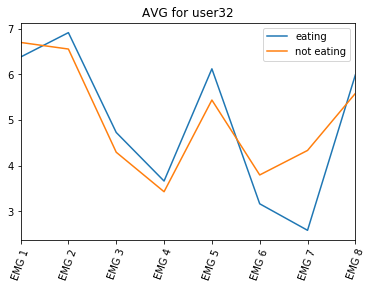 AVG for user32
eating
not eating
7
6
5
4
3
EMG 1
EMG 2
EMG 3
EMG 4
EMG 5
EMG 6
EMG 7
EMG 8